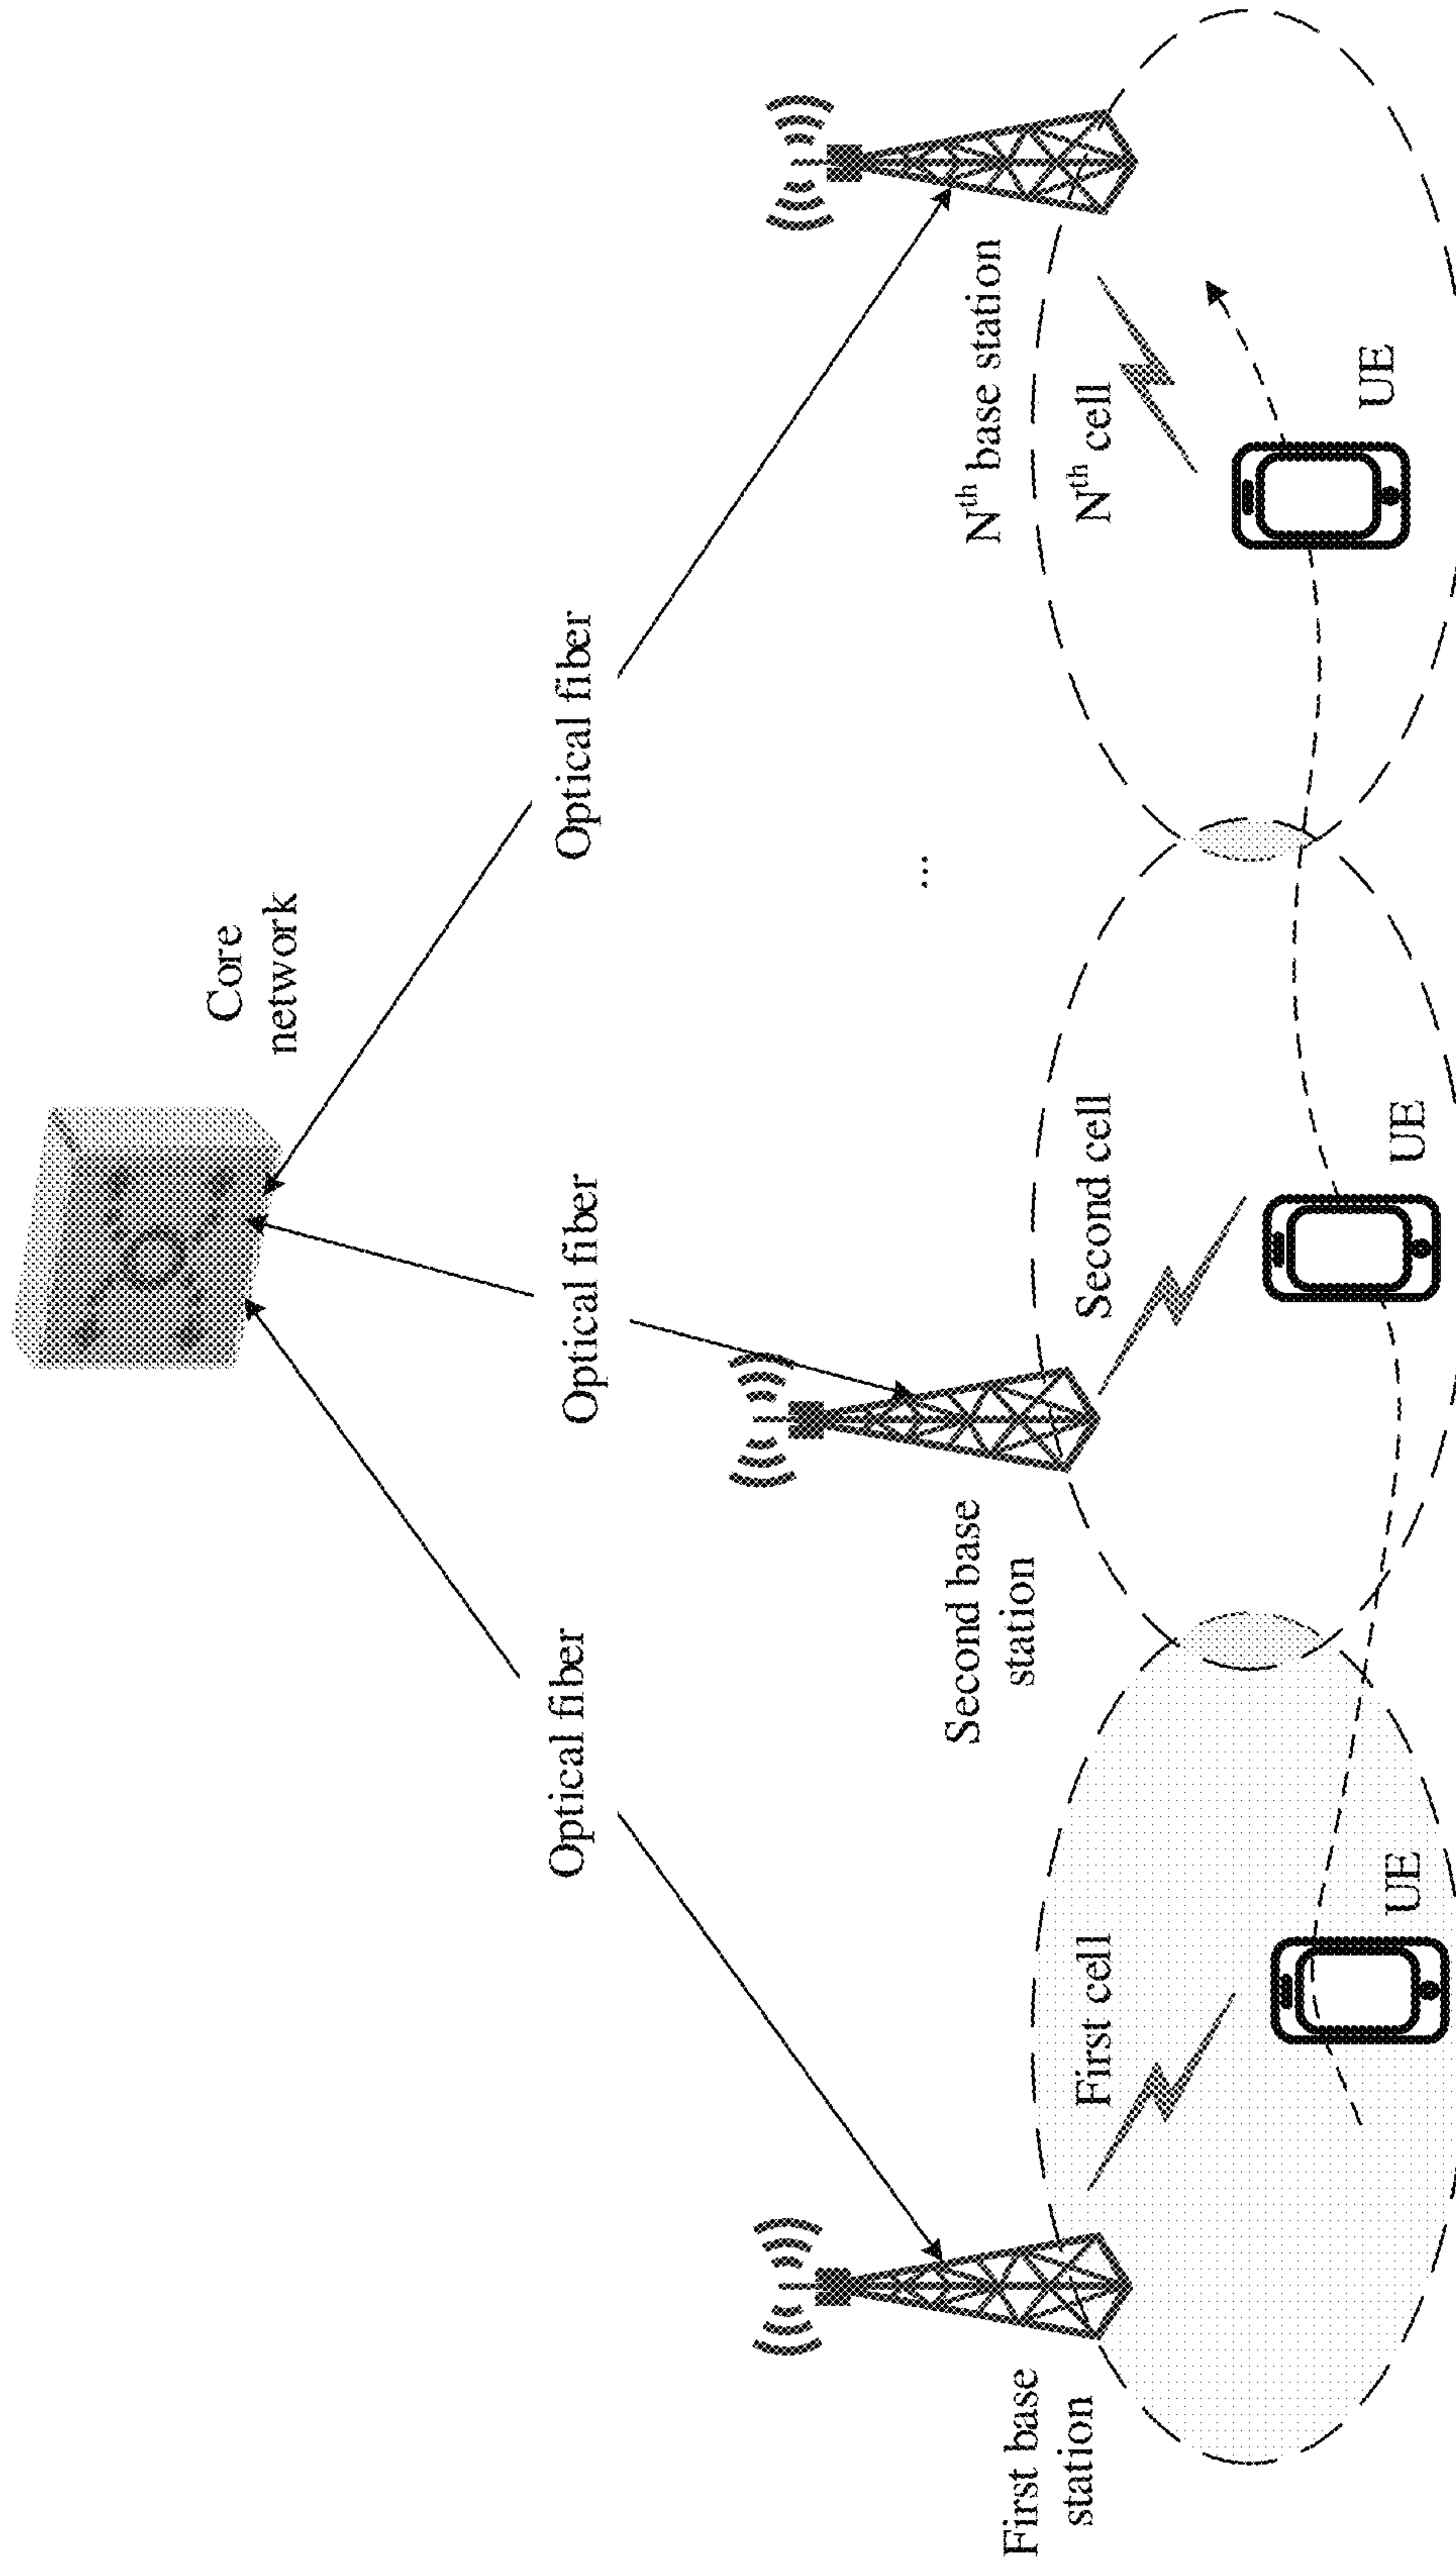 Core
network
Optical fiber
Optical fiber
Optical fiber
...
First base
station
Second base
station
Nth base station
First cell
Second cell
Nth cell
UE
UE
UE